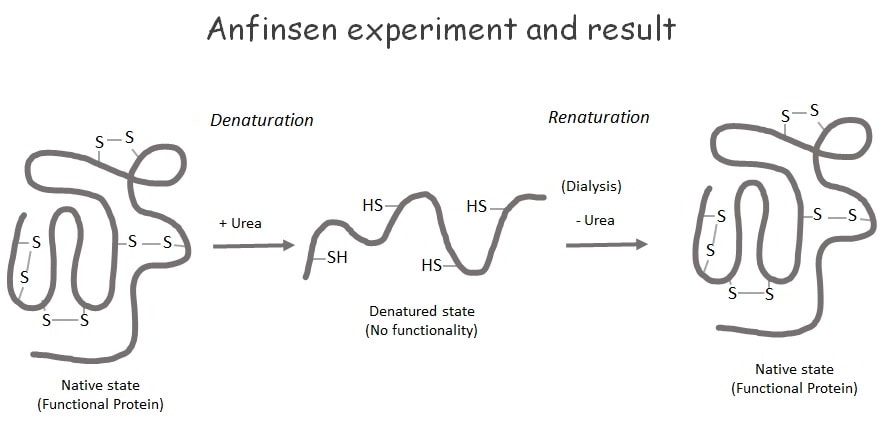 Anfinsen experiment and result
S—S
S
S
S—S
S—S
Native state
(Functional Protein)
Denaturation
+ Urea
HS
HS
SH
HS
Denatured state
(No functionality)
Renaturation
(Dialysis)
- Urea
S—S
S
S
S—S
S—S
Native state
(Functional Protein)